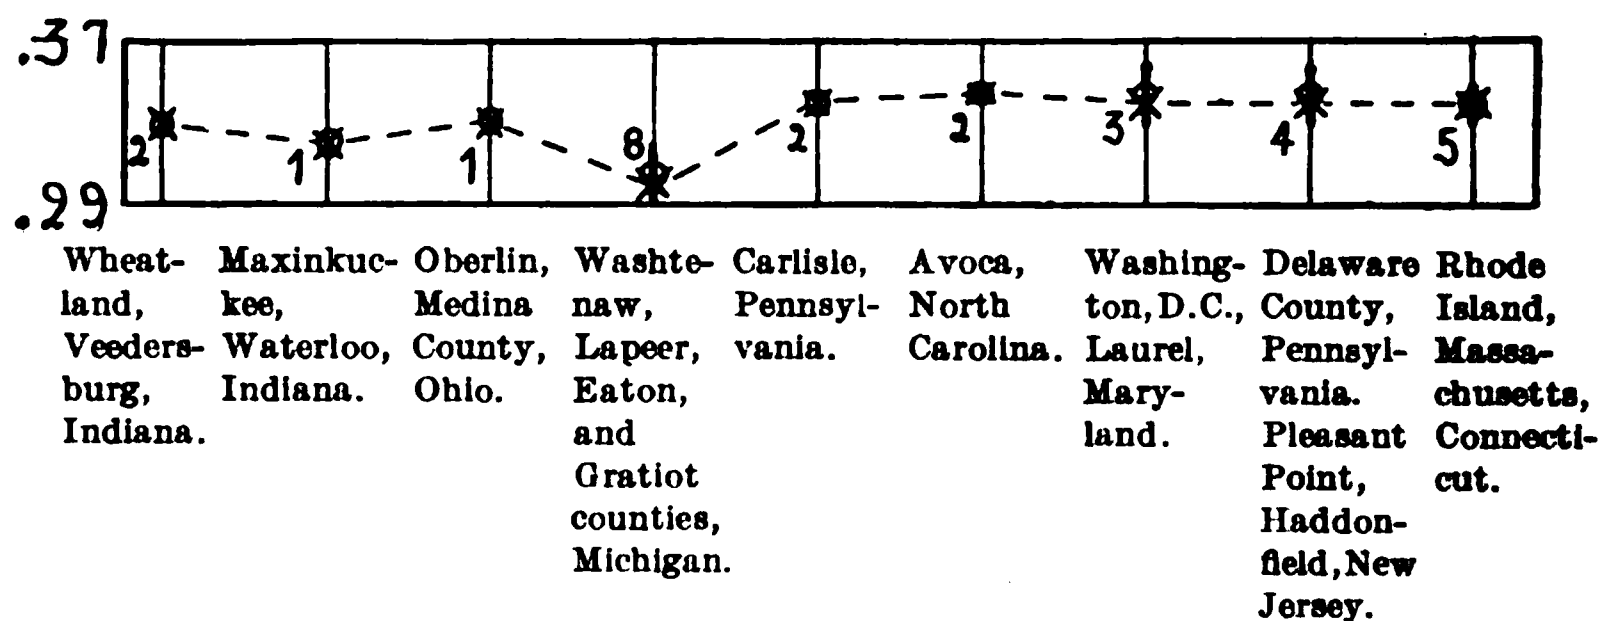 .37
2 1 1 8 2 2 3 4 5
.29
Wheat-
land,
Veeders-
burg,
Indiana.
Maxinkuc-
kee,
Waterloo,
Indiana.
Oberlin,
Medina
County,
Ohio.
Washte-
naw,
Lapeer,
Eaton,
and
Gratiot
counties,
Michigan.
Carlisle,
Pennsyl-
vania.
Avoca,
North
Carolina.
Washing-
ton, D.C.,
Laurel,
Mary-
land.
Delaware
County,
Pennsyl-
vania.
Pleasant
Point,
Haddon-
field, New
Jersey.
Rhode
Island,
Massa-
chusetts,
Connecti-
cut.